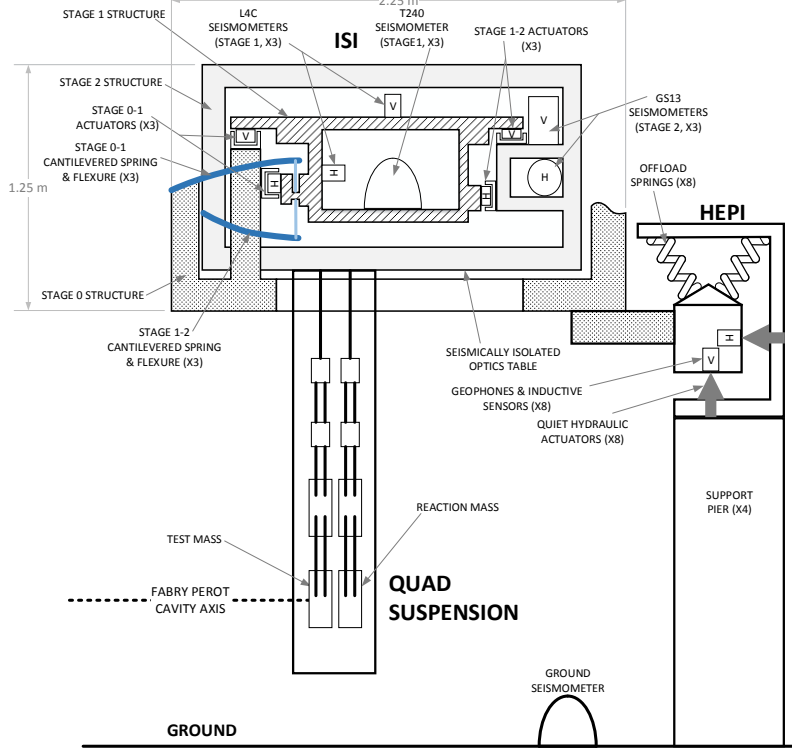 2.25 m
STAGE 1 STRUCTURE
L4C
SEISMOMETERS
(STAGE 1, X3)
T240
SEISMOMETER
(STAGE1, X3)
STAGE 1-2 ACTUATORS
(X3)
ISI
STAGE 2 STRUCTURE
STAGE 0-1
ACTUATORS (X3)
STAGE 0-1
CANTILEVERED SPRING
& FLEXURE (X3)
GS13
SEISMOMETERS
(STAGE 2, X3)
OFFLOAD
SPRINGS (X8)
V
V
V
V
H
H
H
H
1.25 m
HEPI
STAGE 0 STRUCTURE
STAGE 1-2
CANTILEVERED SPRING
& FLEXURE (X3)
SEISMICALLY ISOLATED
OPTICS TABLE
H
V
GEOPHONES & INDUCTIVE
SENSORS (X8)
QUIET HYDRAULIC
ACTUATORS (X8)
SUPPORT
PIER (X4)
REACTION MASS
TEST MASS
FABRY PEROT
CAVITY AXIS
QUAD
SUSPENSION
GROUND
SEISMOMETER
GROUND